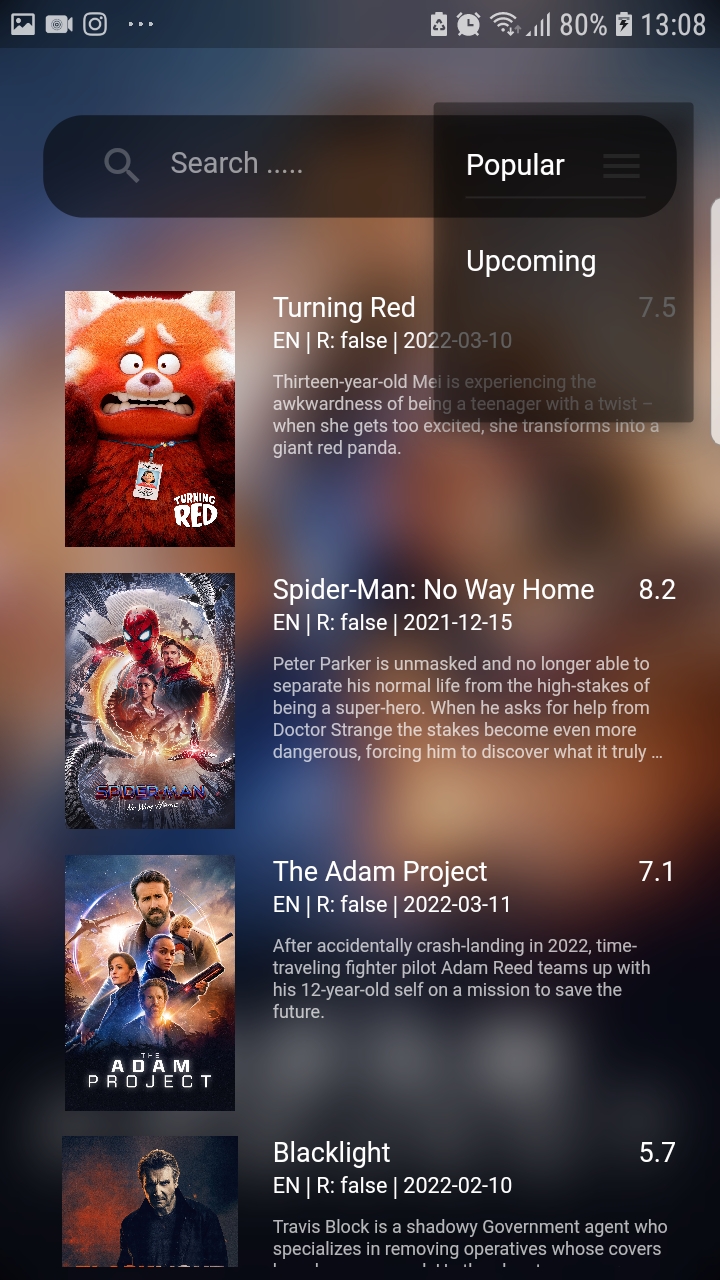 80% 13:08
Search .....
Popular
Upcoming
Turning Red 7.5
EN | R: false | 2022-03-10
Thirteen-year-old Mei is experiencing the
awkwardness of being a teenager with a twist –
when she gets too excited, she transforms into a
giant red panda.
TURNING
RED
Spider-Man: No Way Home 8.2
EN | R: false | 2021-12-15
Peter Parker is unmasked and no longer able to
separate his normal life from the high-stakes of
being a super-hero. When he asks for help from
Doctor Strange the stakes become even more
dangerous, forcing him to discover what it truly …
SPIDER-MAN
No Way Home
The Adam Project 7.1
EN | R: false | 2022-03-11
After accidentally crash-landing in 2022, time-
traveling fighter pilot Adam Reed teams up with
his 12-year-old self on a mission to save the
future.
THE
ADAM
PROJECT
Blacklight 5.7
EN | R: false | 2022-02-10
Travis Block is a shadowy Government agent who
specializes in removing operatives whose covers